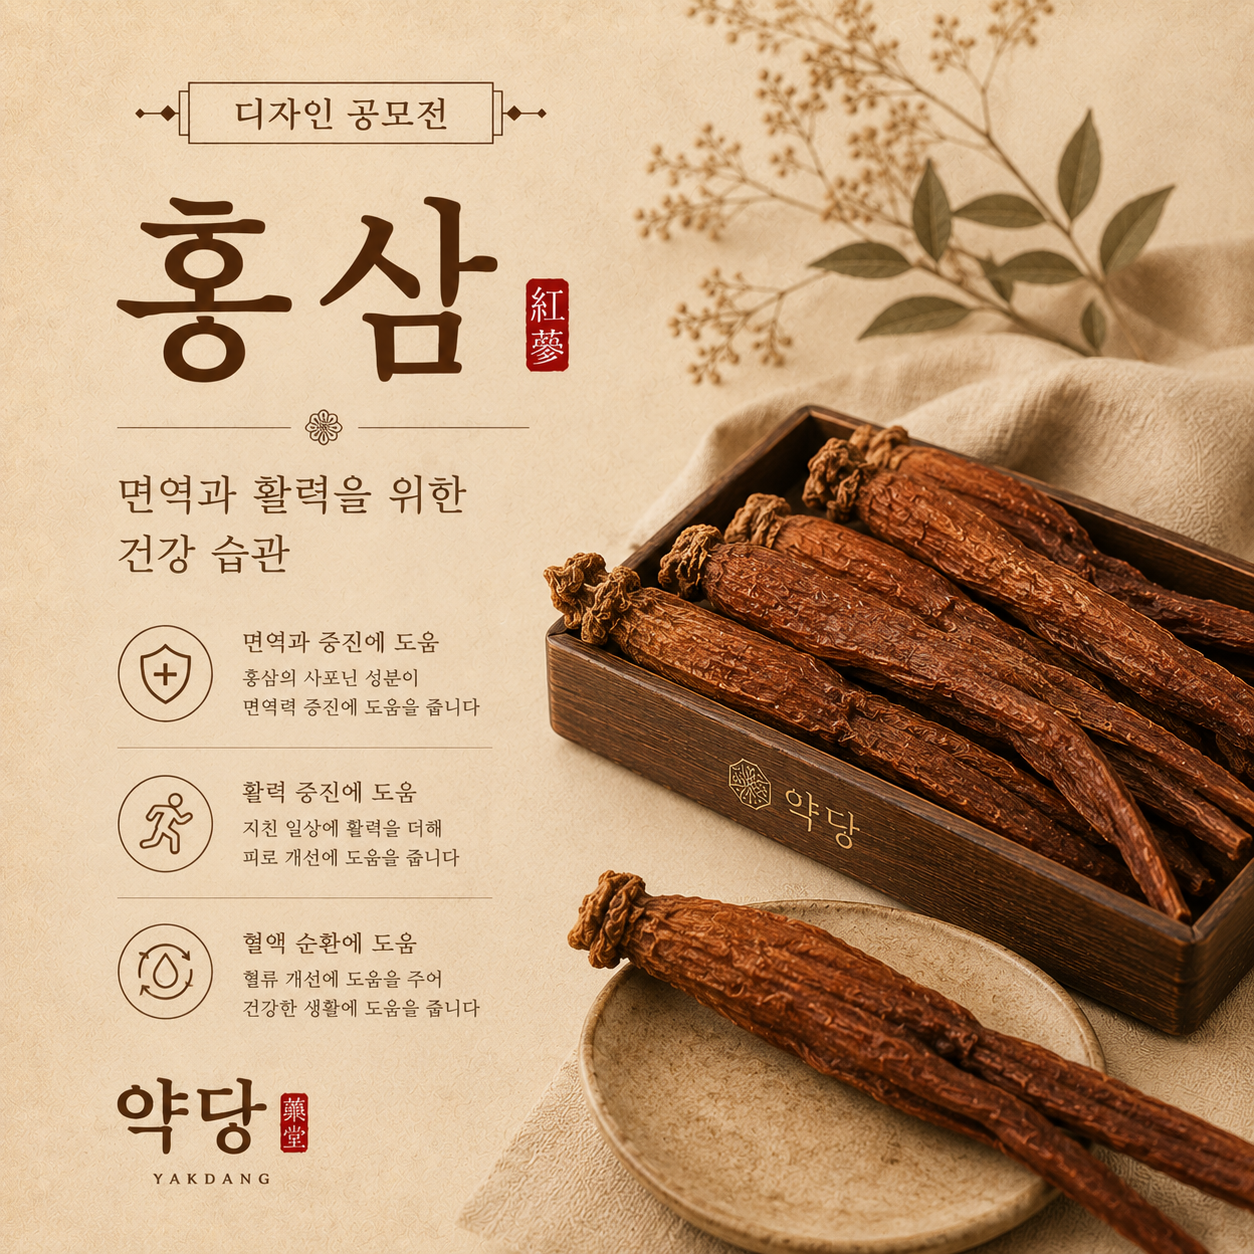 디자인 공모전
홍삼
紅
蔘
면역과 활력을 위한
건강 습관
면역과 증진에 도움
홍삼의 사포닌 성분이
면역력 증진에 도움을 줍니다
활력 증진에 도움
지친 일상에 활력을 더해
피로 개선에 도움을 줍니다
혈액 순환에 도움
혈류 개선에 도움을 주어
건강한 생활에 도움을 줍니다
약당
약당
堂
YAKDANG